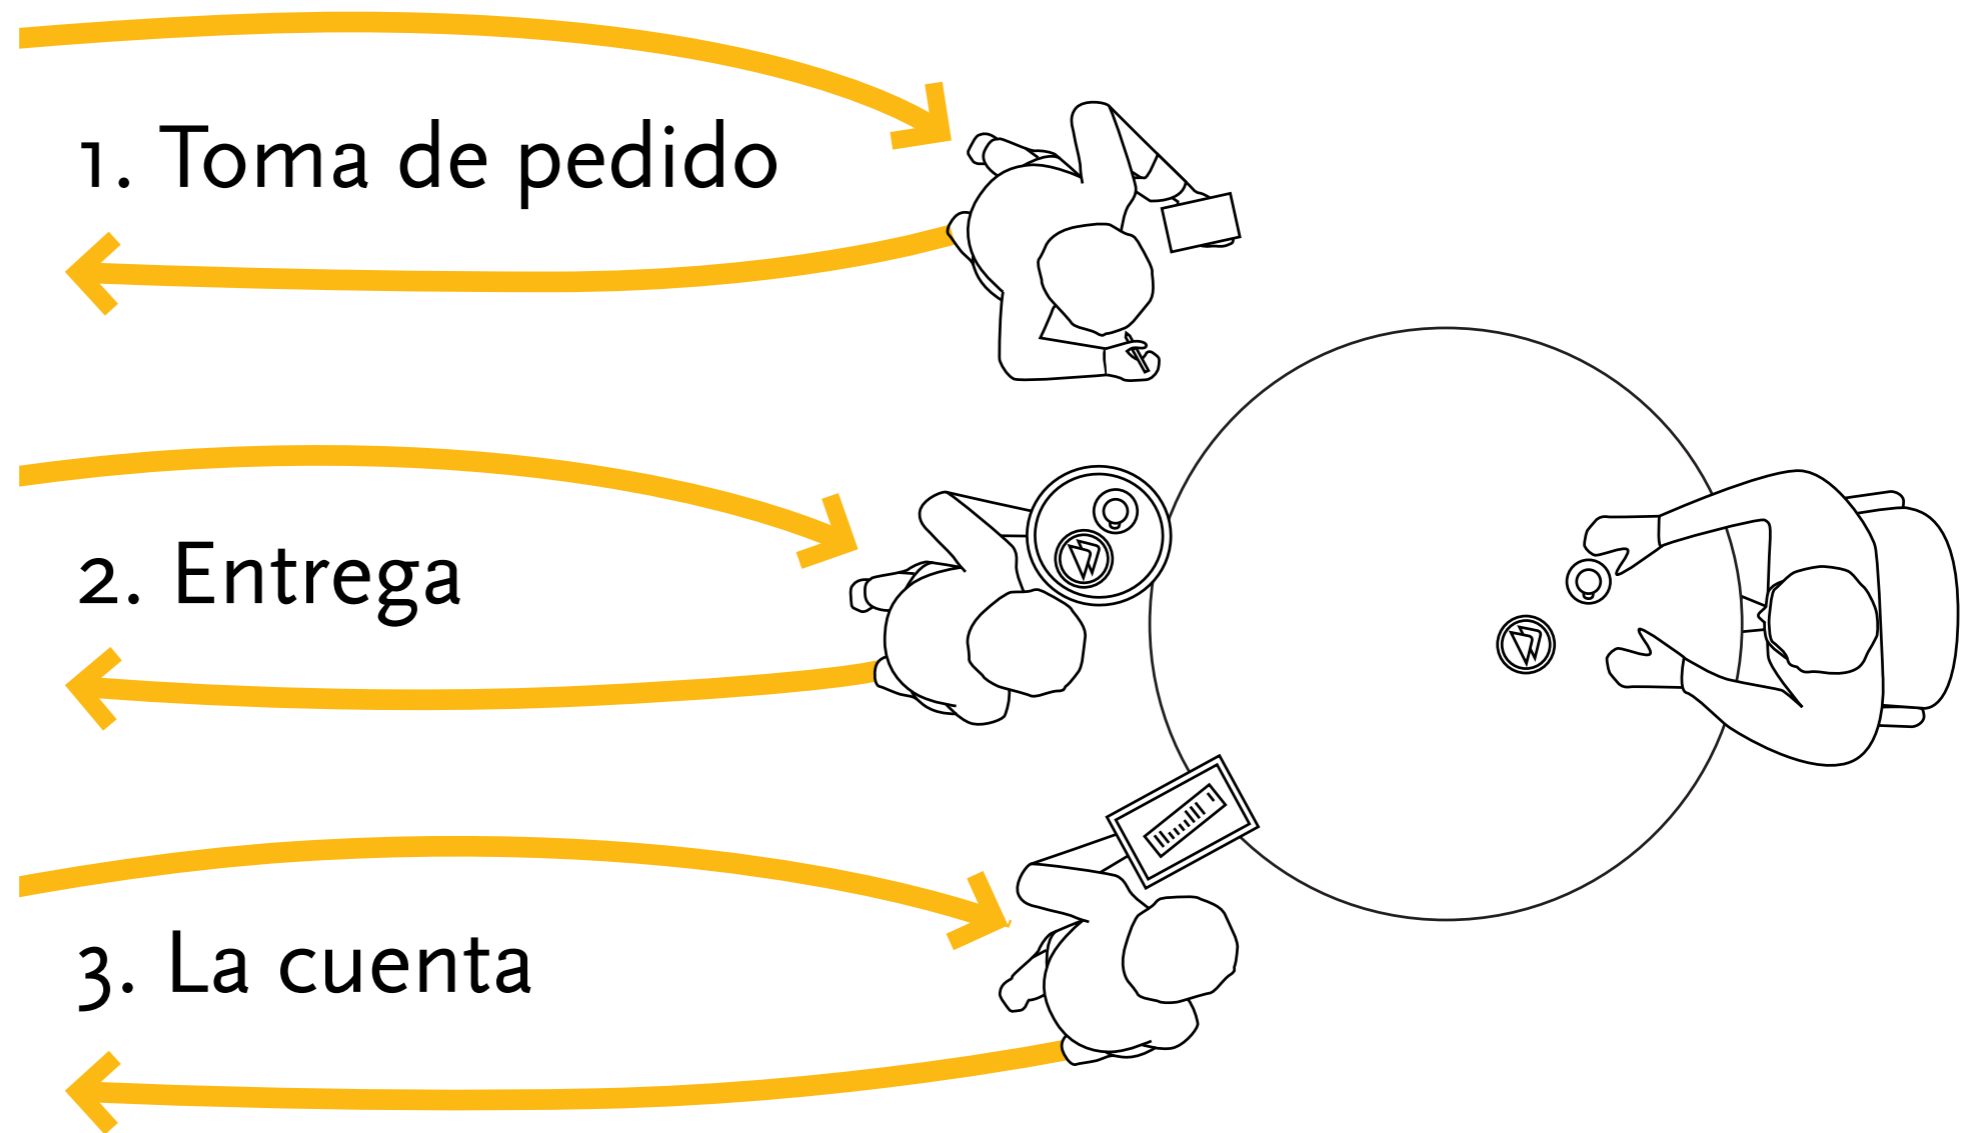 1. Toma de pedido
2. Entrega
3. La cuenta